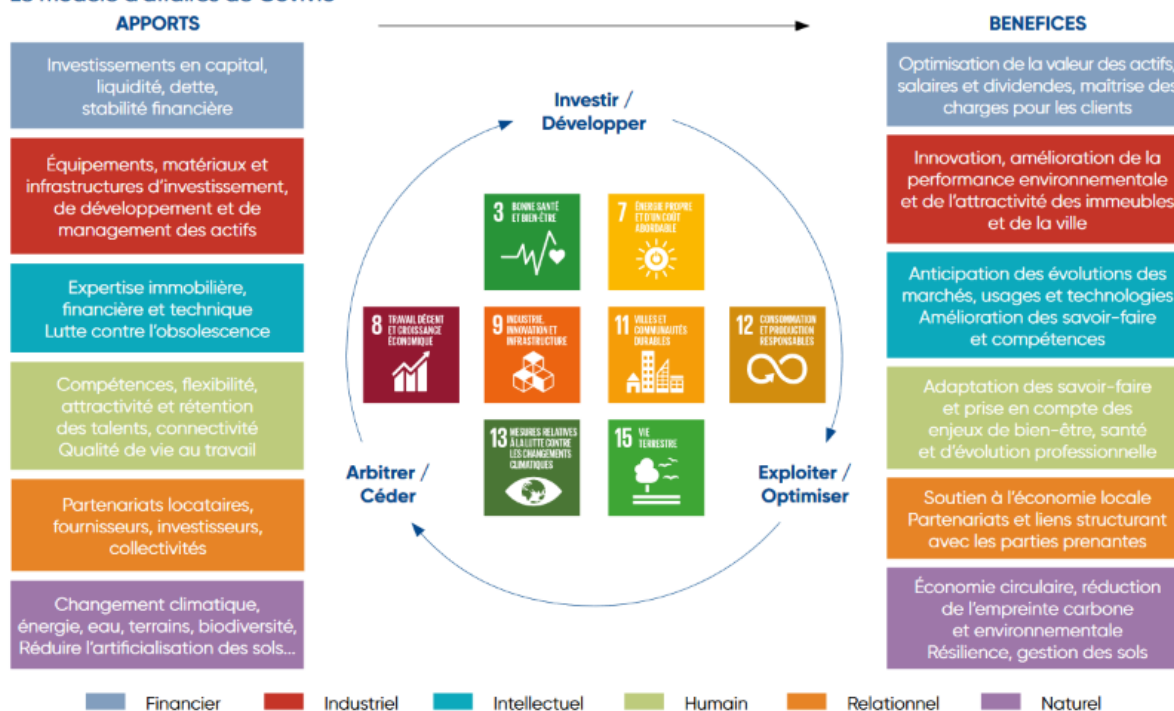 Le modèle d'affaires de Covivio
APPORTS
Investissements en capital,
liquidité, dette,
stabilité financière
Équipements, matériaux et
infrastructures d'investissement,
de développement et de
management des actifs
Expertise immobilière,
financière et technique
Lutte contre l'obsolescence
Compétences, flexibilité,
attractivité et rétention
des talents, connectivité
Qualité de vie au travail
Partenariats locataires,
fournisseurs, investisseurs,
collectivités
Changement climatique,
énergie, eau, terrains, biodiversité,
Réduire l'artificialisation des sols...
Investir /
Développer
3 BONNE SANTÉ
ET BIEN-ÊTRE
7 ÉNERGIE PROPRE
ET D'UN COÛT
ABORDABLE
8 TRAVAIL DÉCENT
ET CROISSANCE
ÉCONOMIQUE
9 INDUSTRIE,
INNOVATION ET
INFRASTRUCTURE
11 VILLES ET
COMMUNAUTÉS
DURABLES
12 CONSOMMATION
ET PRODUCTION
RESPONSABLES
13 MESURES RELATIVES
À LA LUTTE CONTRE
LES CHANGEMENTS
CLIMATIQUES
15 VIE
TERRESTRE
Arbitrer /
Céder
Exploiter /
Optimiser
BENEFICES
Optimisation de la valeur des actifs,
salaires et dividendes, maîtrise des
charges pour les clients
Innovation, amélioration de la
performance environnementale
et de l'attractivité des immeubles
et de la ville
Anticipation des évolutions des
marchés, usages et technologies
Amélioration des savoir-faire
et compétences
Adaptation des savoir-faire
et prise en compte des
enjeux de bien-être, santé
et d'évolution professionnelle
Soutien à l'économie locale
Partenariats et liens structurant
avec les parties prenantes
Économie circulaire, réduction
de l'empreinte carbone
et environnementale
Résilience, gestion des sols
Financier
Industriel
Intellectuel
Humain
Relationnel
Naturel